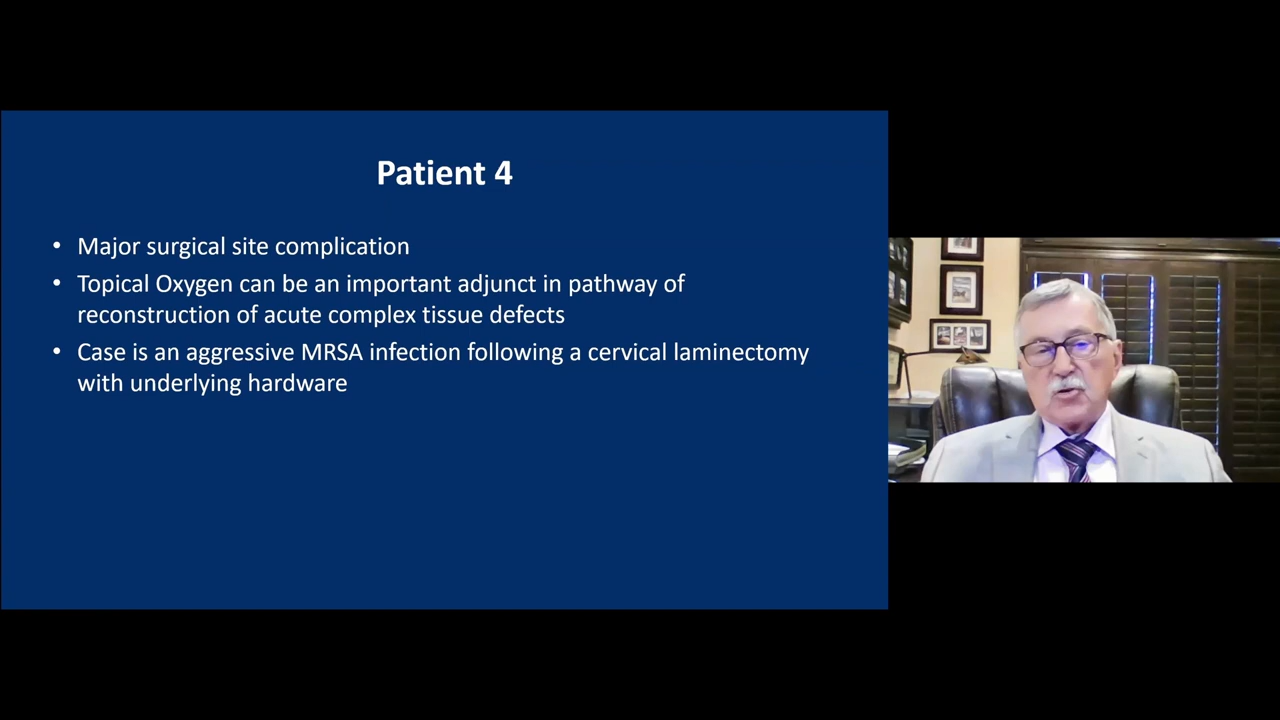 Patient 4
• Major surgical site complication
• Topical Oxygen can be an important adjunct in pathway of
reconstruction of acute complex tissue defects
• Case is an aggressive MRSA infection following a cervical laminectomy
with underlying hardware